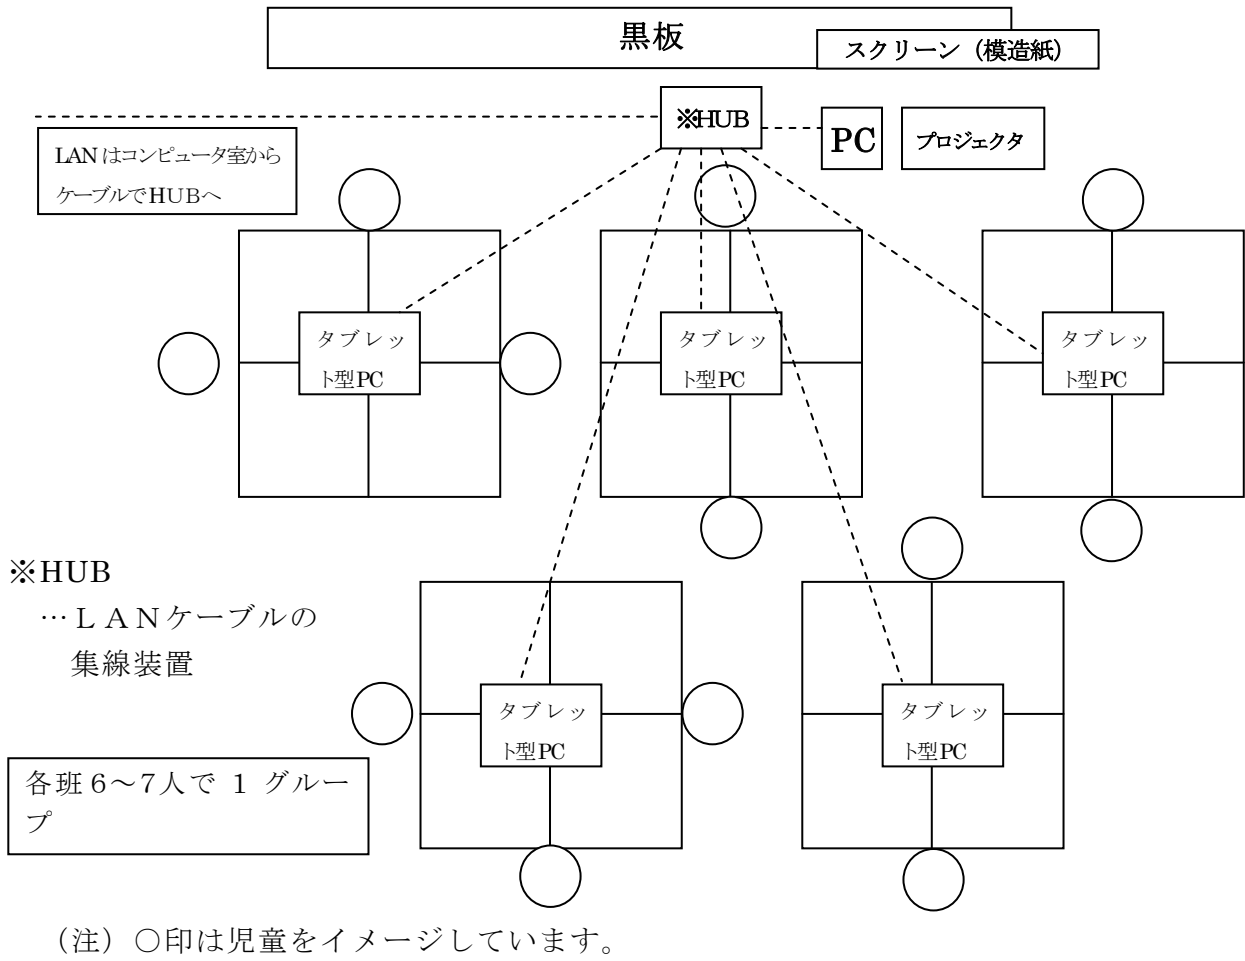 黒板
スクリーン（模造紙）
※HUB
PC
プロジェクタ
LANはコンピュータ室から
ケーブルでHUBへ
タブレッ
ト型PC
タブレッ
ト型PC
タブレッ
ト型PC
※HUB
…ＬＡＮケーブルの
集線装置
タブレッ
ト型PC
タブレッ
ト型PC
各班６～７人で １ グルー
プ
（注）○印は児童をイメージしています。